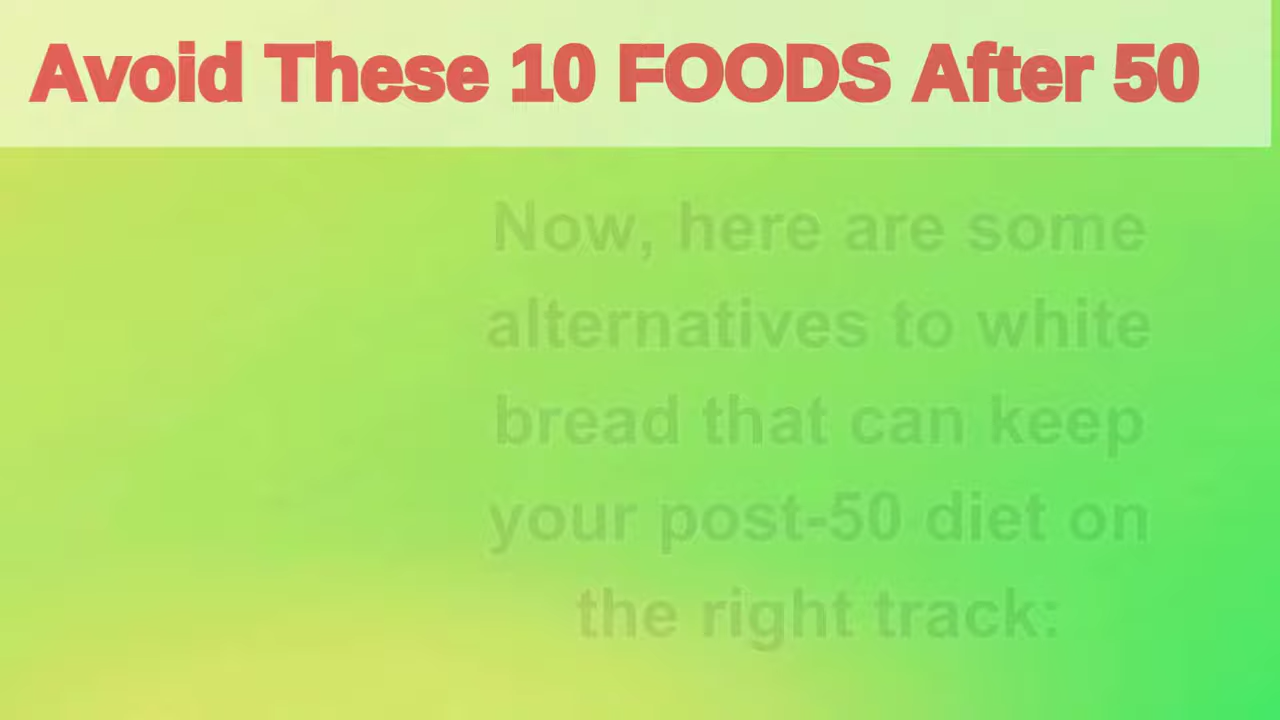 Avoid These 10 FOODS After 50
Now, here are some
alternatives to white
bread that can keep
your post-50 diet on
the right track: